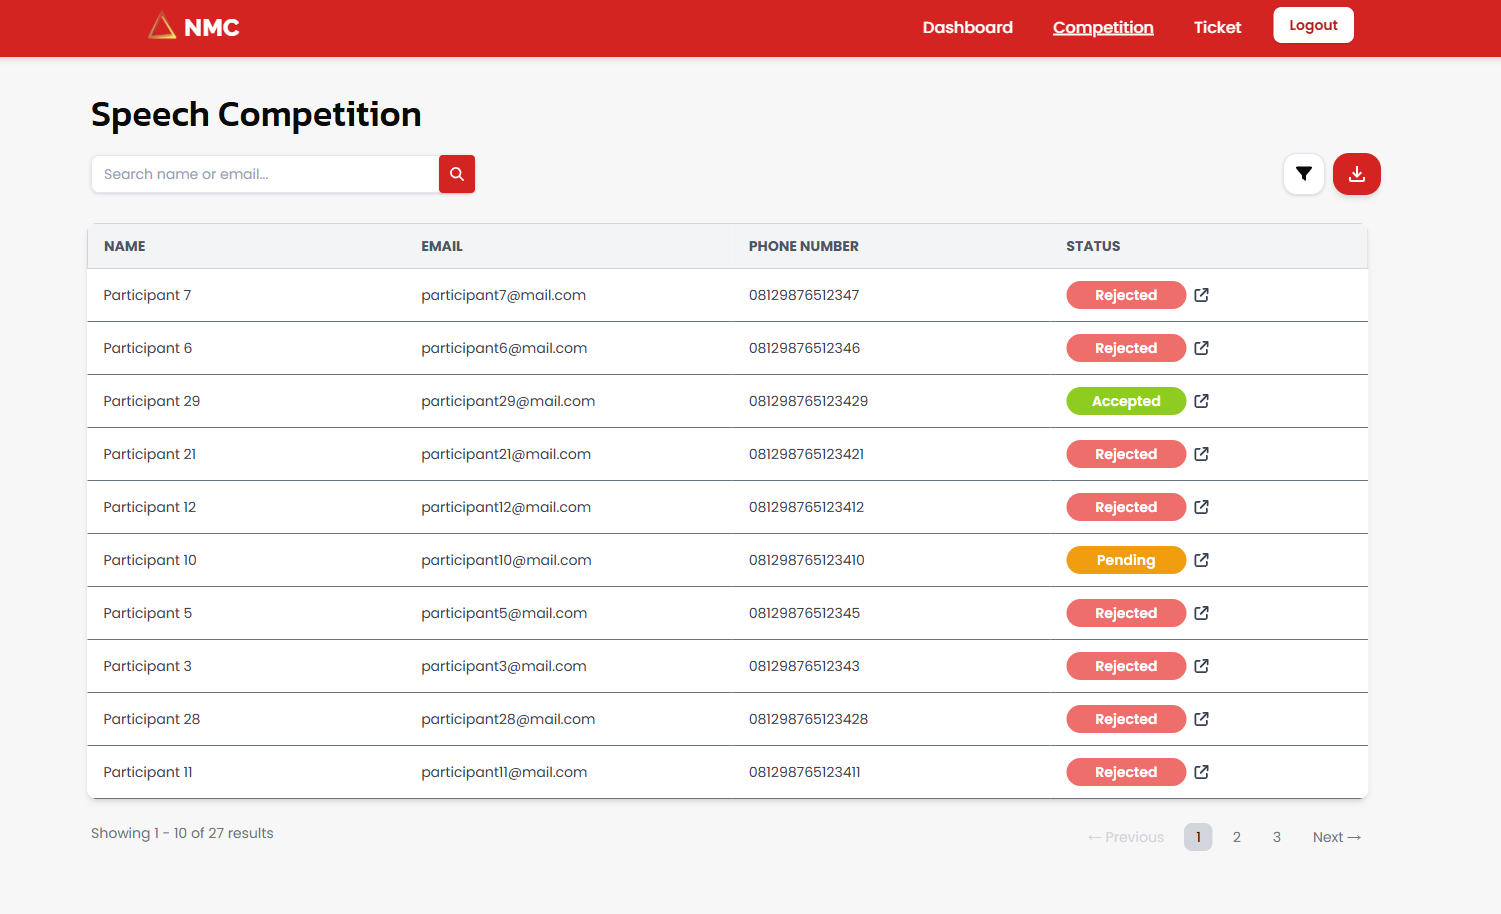 NMC Dashboard Competition Ticket Logout
Speech Competition
Search name or email...
NAME EMAIL PHONE NUMBER STATUS
Participant 7 participant7@mail.com 08129876512347 Rejected
Participant 6 participant6@mail.com 08129876512346 Rejected
Participant 29 participant29@mail.com 081298765123429 Accepted
Participant 21 participant21@mail.com 081298765123421 Rejected
Participant 12 participant12@mail.com 081298765123412 Rejected
Participant 10 participant10@mail.com 081298765123410 Pending
Participant 5 participant5@mail.com 08129876512345 Rejected
Participant 3 participant3@mail.com 08129876512343 Rejected
Participant 28 participant28@mail.com 081298765123428 Rejected
Participant 11 participant11@mail.com 081298765123411 Rejected
Showing 1 - 10 of 27 results ← Previous 1 2 3 Next →